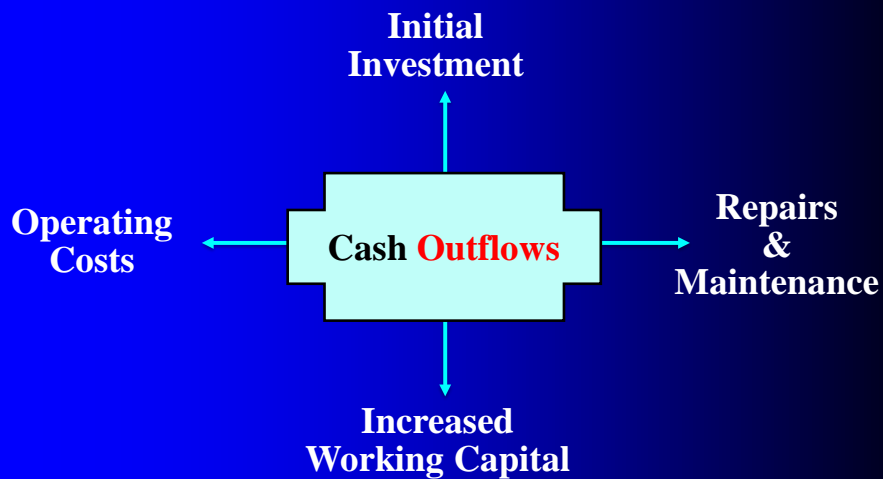 Initial
Investment
Operating
Costs
Cash Outflows
Repairs
&
Maintenance
Increased
Working Capital